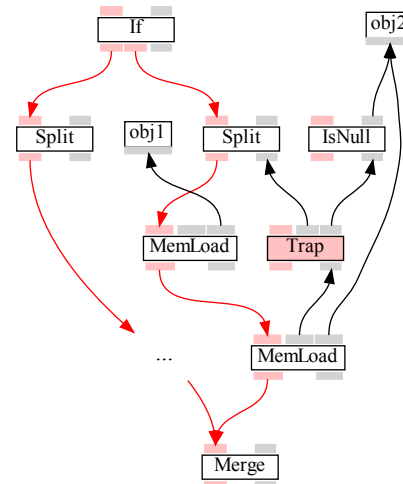 If
obj2
Split
obj1
Split
IsNull
MemLoad
Trap
...
MemLoad
Merge